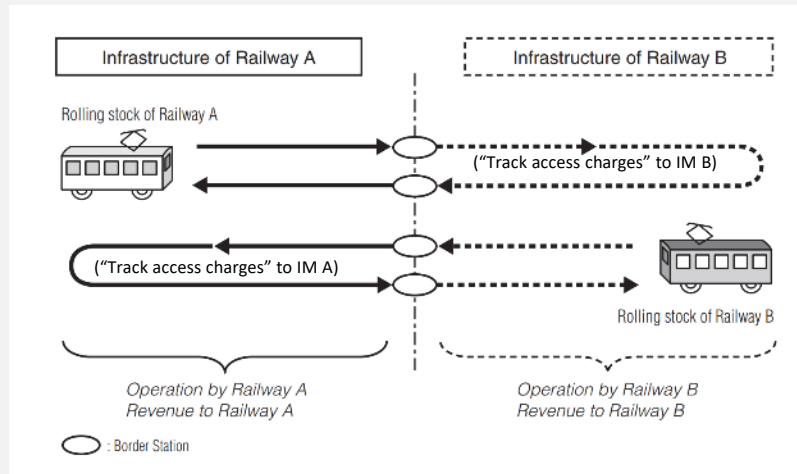 Infrastructure of Railway A
Infrastructure of Railway B
Rolling stock of Railway A
(“Track access charges” to IM B)
(“Track access charges” to IM A)
Rolling stock of Railway B
Operation by Railway A
Revenue to Railway A
Operation by Railway B
Revenue to Railway B
: Border Station